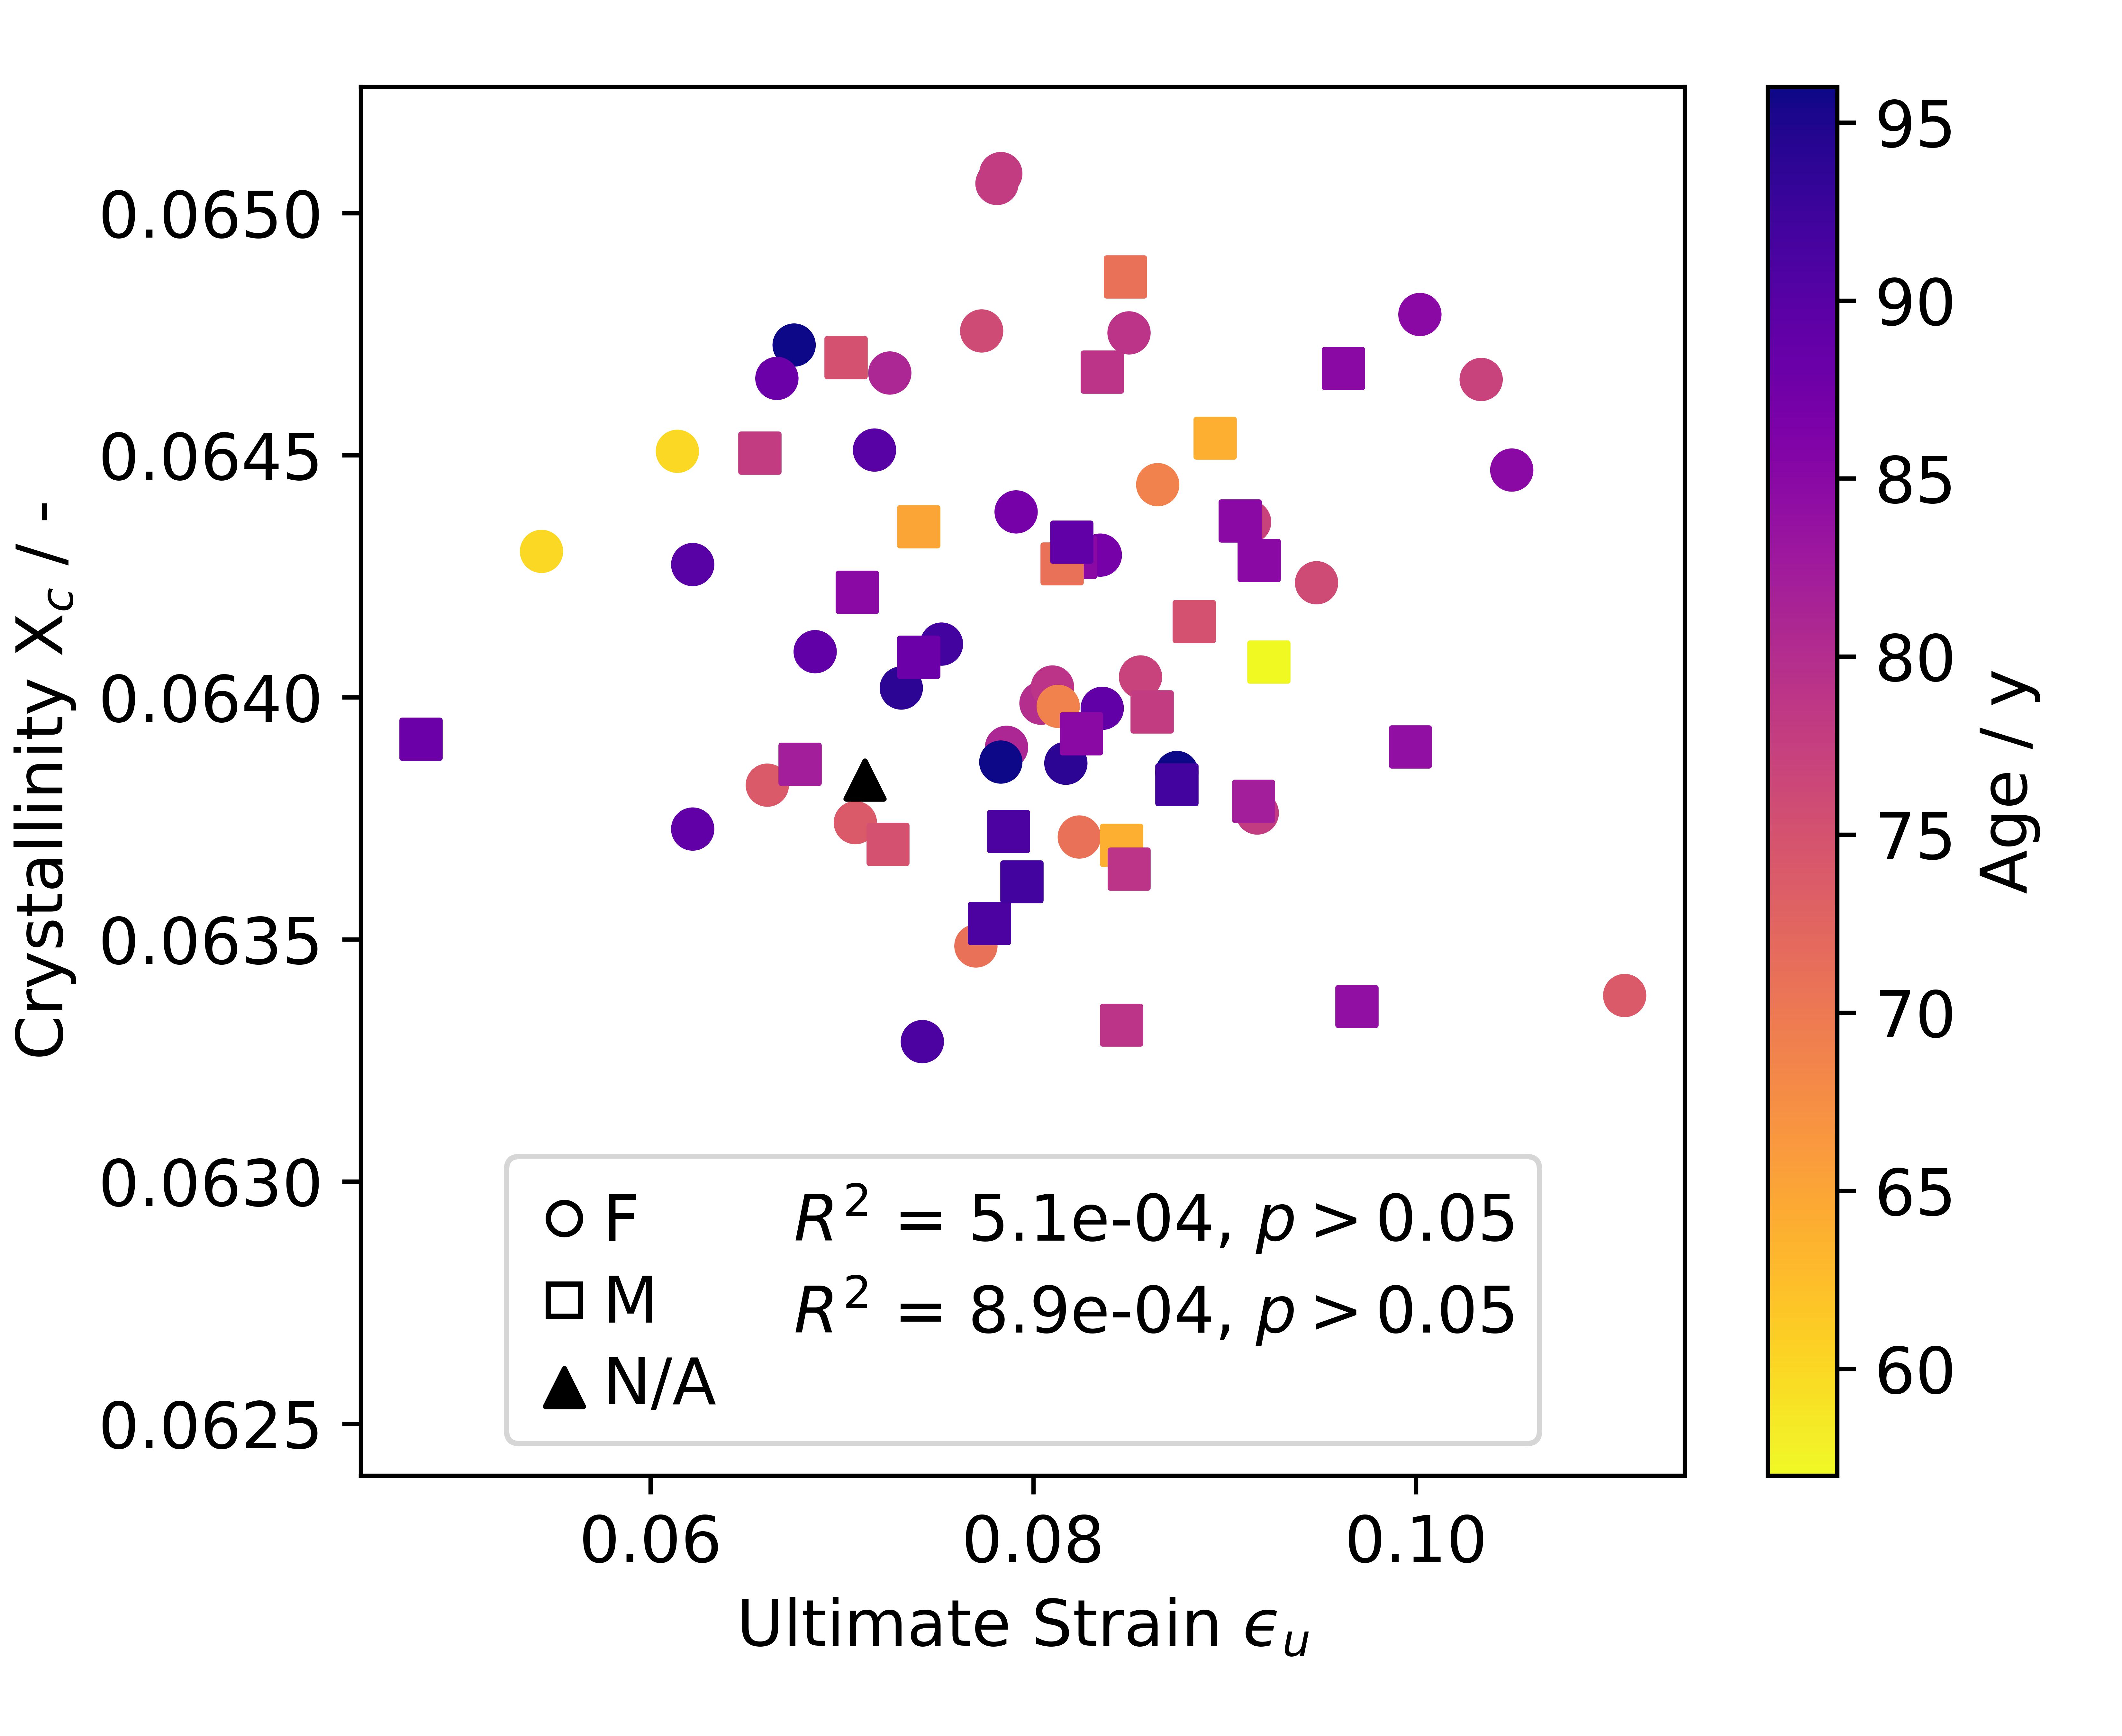 Crystallinity X_c / -
0.0650
0.0645
0.0640
0.0635
0.0630
0.0625
F R² = 5.1e-04, p > 0.05
M R² = 8.9e-04, p > 0.05
N/A
0.06 0.08 0.10
Ultimate Strain ϵ_u
95
90
85
80
75
70
65
60
Age / y